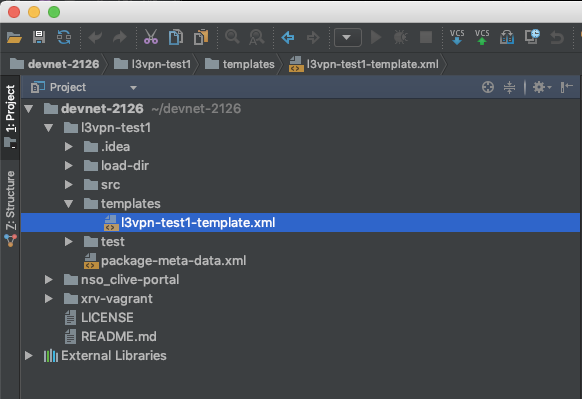 VCS VCS
devnet-2126 l3vpn-test1 templates l3vpn-test1-template.xml
1: Project
Project
devnet-2126 ~/devnet-2126
l3vpn-test1
.idea
load-dir
src
templates
l3vpn-test1-template.xml
test
package-meta-data.xml
nso_clive-portal
xrv-vagrant
LICENSE
README.md
External Libraries
Z: Structure